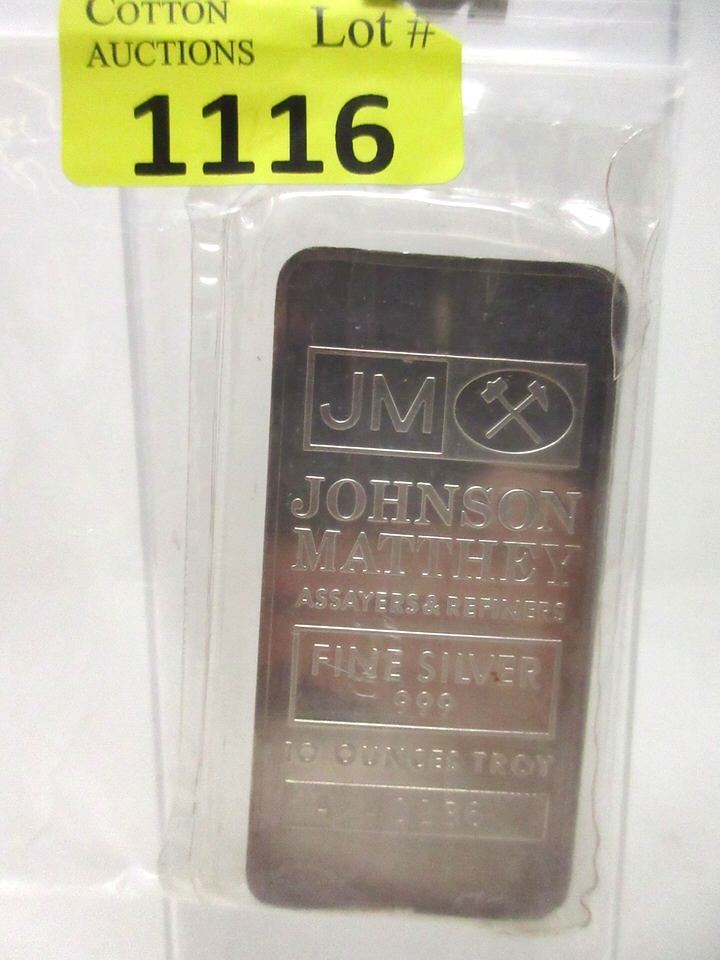 COTTON
AUCTIONS
Lot #
1116
JM
JOHNSON
MATTHEY
ASSAYERS & REFINERS
FINE SILVER
999
10 OUNCES TROY